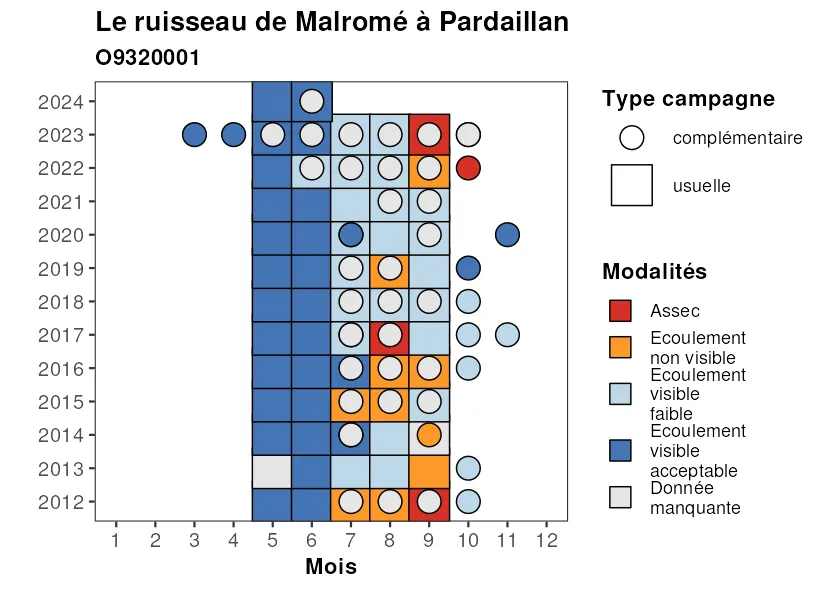 Le ruisseau de Malromé à Pardaillan
O9320001
2024
2023
2022
2021
2020
2019
2018
2017
2016
2015
2014
2013
2012
1 2 3 4 5 6 7 8 9 10 11 12
Mois
Type campagne
complémentaire
usuelle
Modalités
Assec
Ecoulement
non visible
Ecoulement
visible
faible
Ecoulement
visible
acceptable
Donnée
manquante